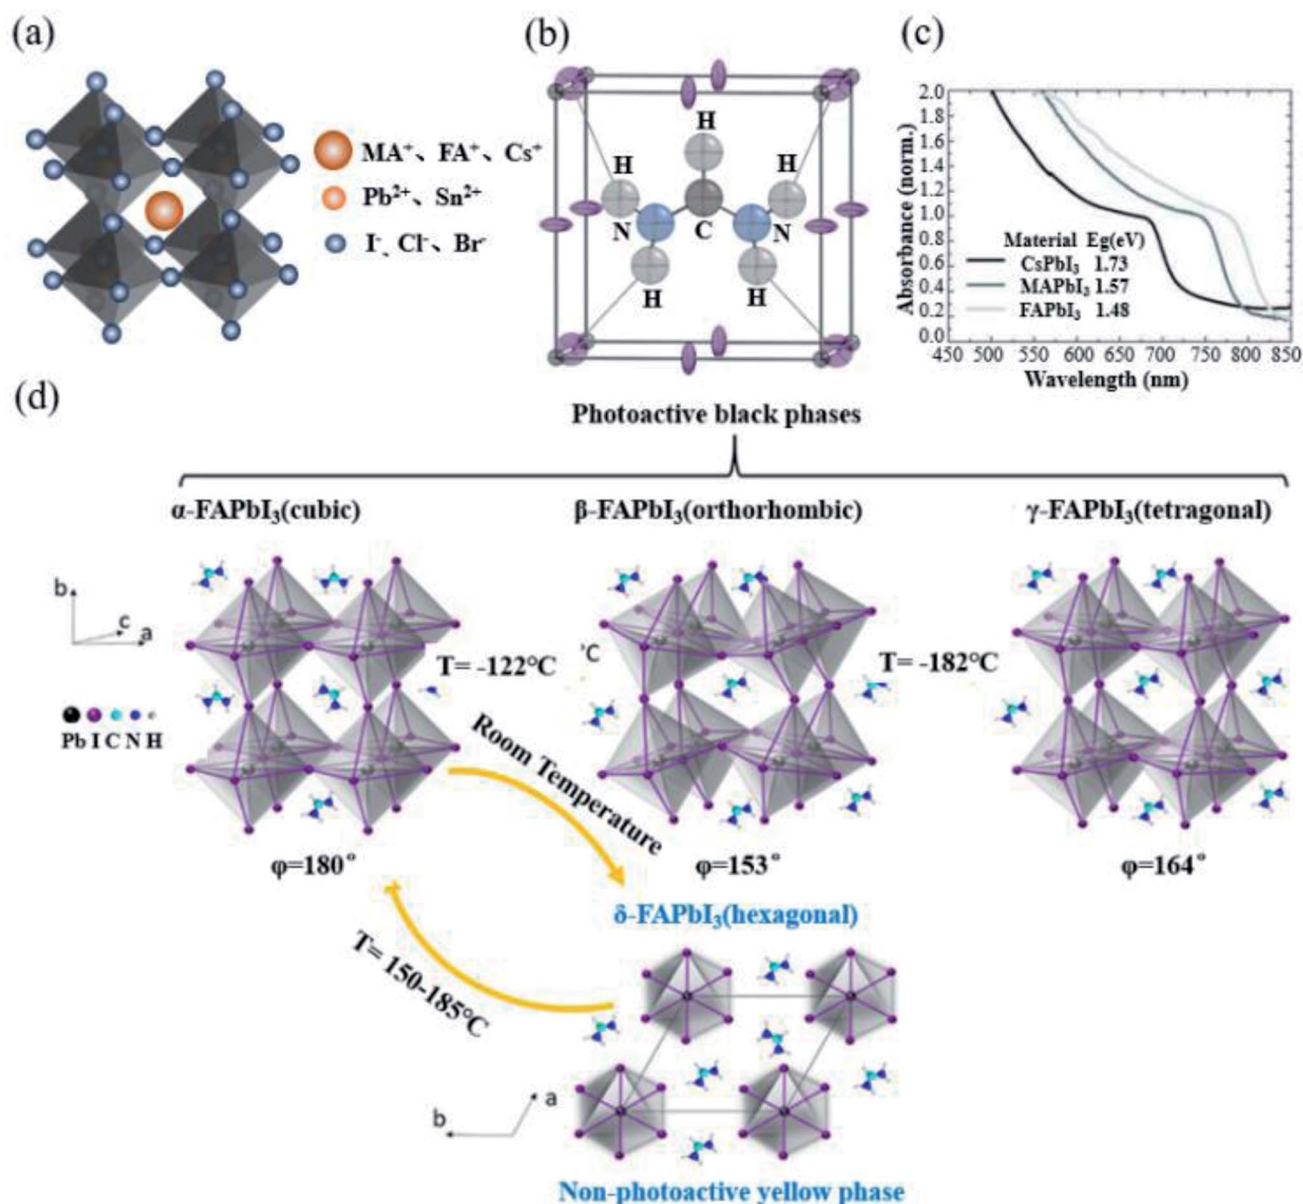 (a)
MA⁺、FA⁺、Cs⁺
Pb²⁺、Sn²⁺
I⁻、Cl⁻、Br⁻
(b)
H
H
H
N
C
N
H
H
(c)
Absorbance (norm.)
2.0
1.8
1.6
1.4
1.2
1.0
0.8
0.6
0.4
0.2
0.0
Material Eg(eV)
CsPbI₃ 1.73
MAPbI₃ 1.57
FAPbI₃ 1.48
450 500 550 600 650 700 750 800 850
Wavelength (nm)
(d)
Photoactive black phases
α-FAPbI₃(cubic)
β-FAPbI₃(orthorhombic)
γ-FAPbI₃(tetragonal)
b
c
a
T= -122℃
℃
T= -182℃
Pb I C N H
Room Temperature
φ=180°
φ=153°
φ=164°
δ-FAPbI₃(hexagonal)
T= 150-185℃
b
a
Non-photoactive yellow phase